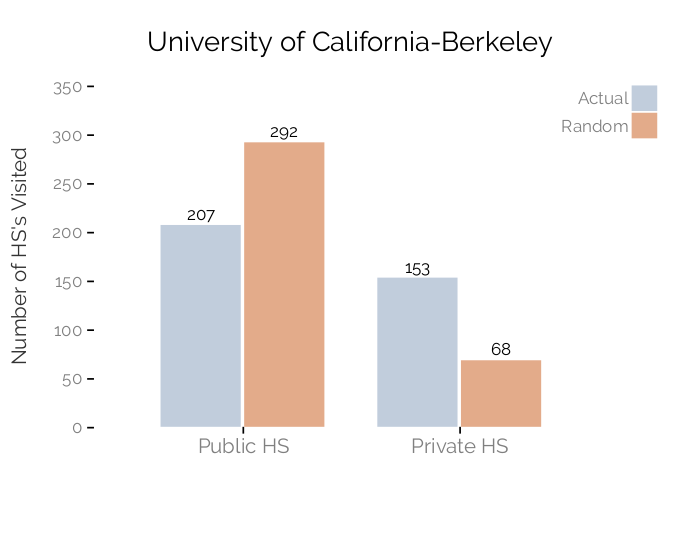 University of California-Berkeley
Number of HS's Visited
350
300
250
200
150
100
50
0
Actual
Random
207
292
153
68
Public HS
Private HS